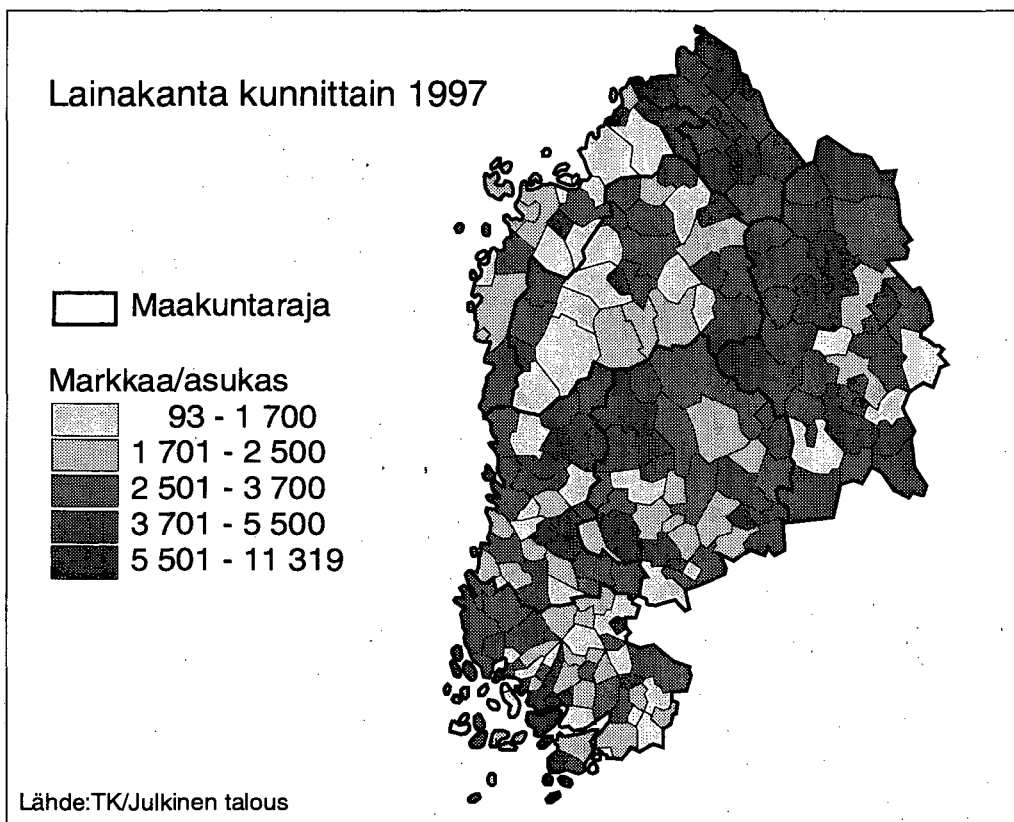 Lainakanta kunnittain 1997
Maakuntaraja
Markkaa/asukas
93 - 1 700
1 701 - 2 500
2 501 - 3 700
3 701 - 5 500
5 501 - 11 319
Lähde:TK/Julkinen talous